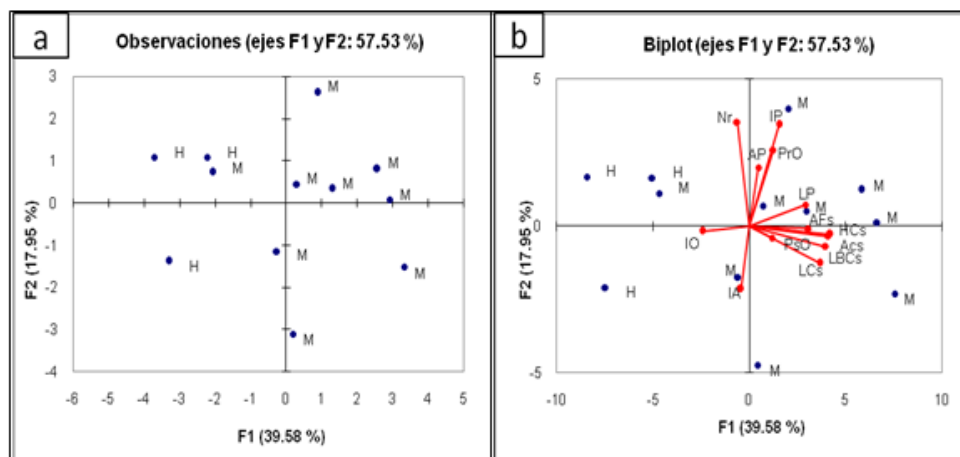 a
Observaciones (ejes F1 y F2: 57.53 %)
3
2
1
0
-1
-2
-3
-4
-6 -5 -4 -3 -2 -1 0 1 2 3 4 5
F2 (17.95 %)
F1 (39.58 %)
M
H H
M
M
M
M
M
H
M
M
M
b
Biplot (ejes F1 y F2: 57.53 %)
5
0
-5
-10 -5 0 5 10
F2 (17.95 %)
F1 (39.58 %)
M
Nr
IP
AP
PrO
H
H
M
M
LP
M
M
M
AFs
HCs
IO
PsO
Acs
LBCs
LCs
M
IA
H
M
M